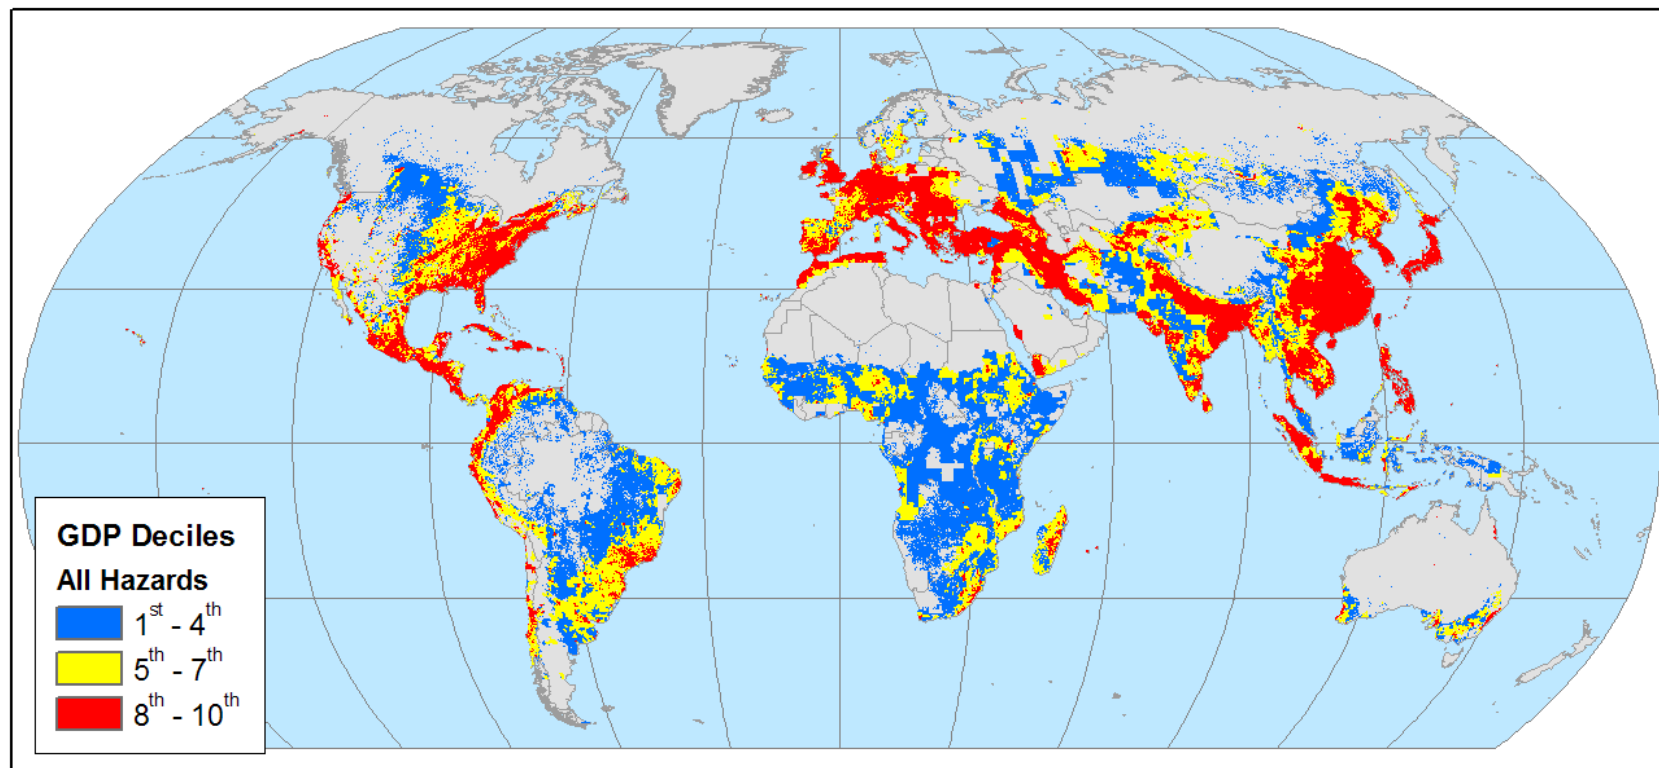 GDP Deciles
All Hazards
1st - 4th
5th - 7th
8th - 10th